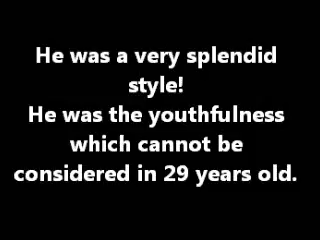 He was a very splendid
style!
He was the youthfulness
which cannot be
considered in 29 years old.